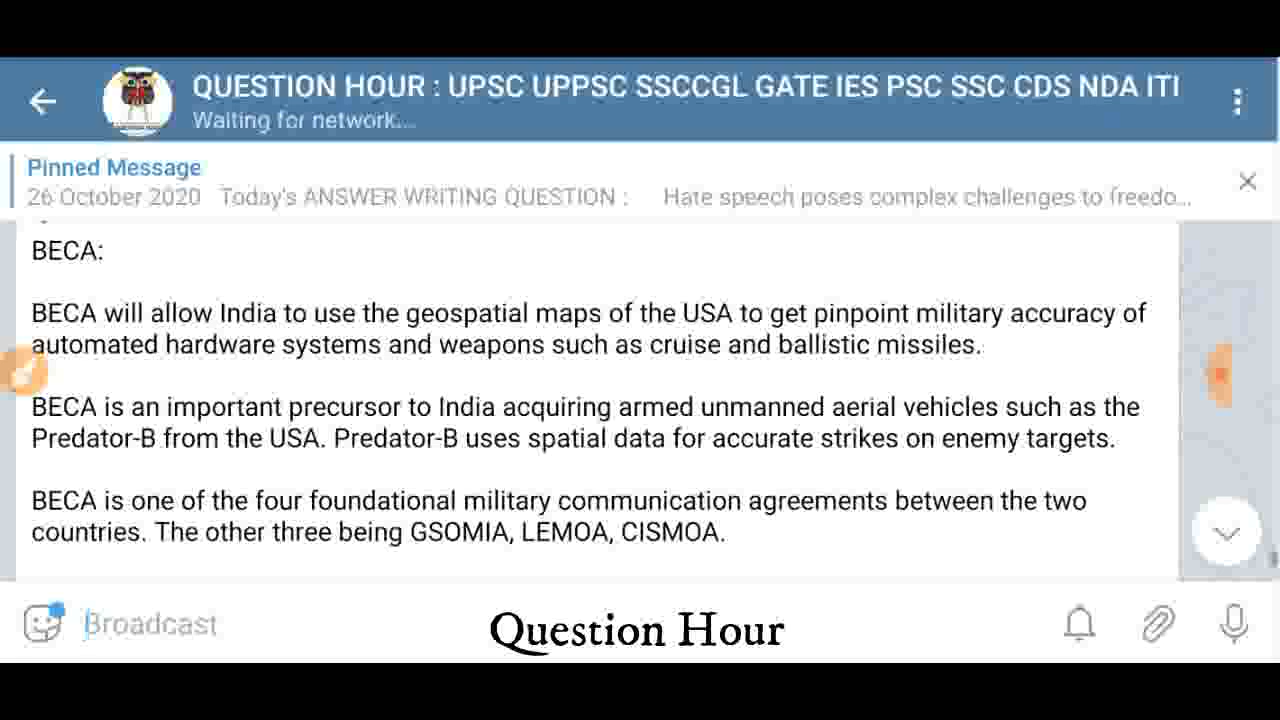 QUESTION HOUR : UPSC UPPSC SSCCGL GATE IES PSC SSC CDS NDA ITI
Waiting for network...
Pinned Message
26 October 2020 Today's ANSWER WRITING QUESTION : Hate speech poses complex challenges to freedo...
BECA:
BECA will allow India to use the geospatial maps of the USA to get pinpoint military accuracy of
automated hardware systems and weapons such as cruise and ballistic missiles.
BECA is an important precursor to India acquiring armed unmanned aerial vehicles such as the
Predator-B from the USA. Predator-B uses spatial data for accurate strikes on enemy targets.
BECA is one of the four foundational military communication agreements between the two
countries. The other three being GSOMIA, LEMOA, CISMOA.
Broadcast
Question Hour